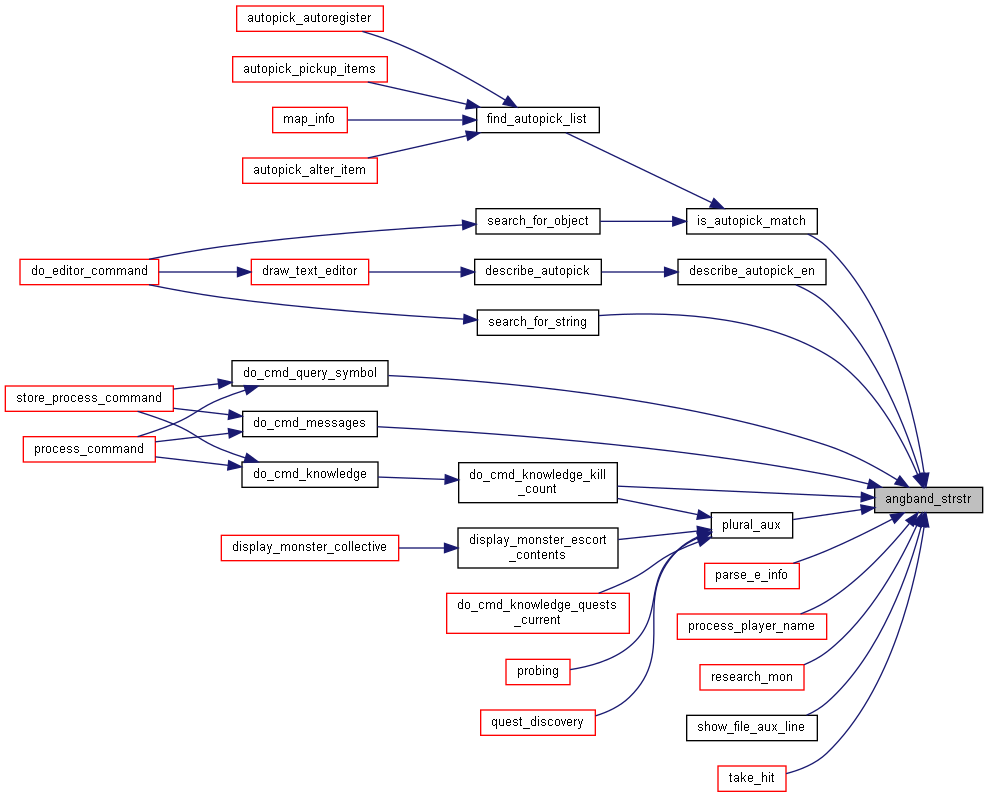 autopick_autoregister
autopick_pickup_items
map_info
find_autopick_list
autopick_alter_item
search_for_object
is_autopick_match
do_editor_command
draw_text_editor
describe_autopick
describe_autopick_en
search_for_string
do_cmd_query_symbol
store_process_command
do_cmd_messages
process_command
do_cmd_knowledge
do_cmd_knowledge_kill
_count
angband_strstr
plural_aux
display_monster_collective
display_monster_escort
_contents
parse_e_info
do_cmd_knowledge_quests
_current
process_player_name
probing
research_mon
quest_discovery
show_file_aux_line
take_hit